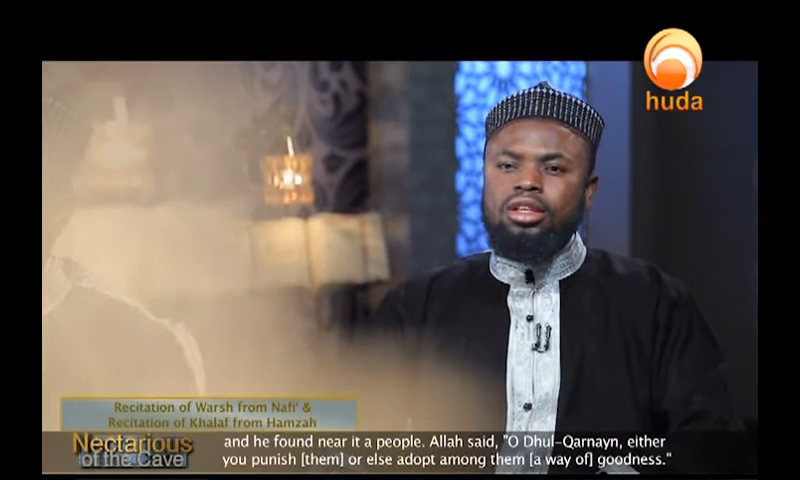 huda
Recitation of Warsh from Nafi' &
Recitation of Khalaf from Hamzah
Nectarious
of the Cave
and he found near it a people. Allah said, "O Dhul-Qarnayn, either
you punish [them] or else adopt among them [a way of] goodness."